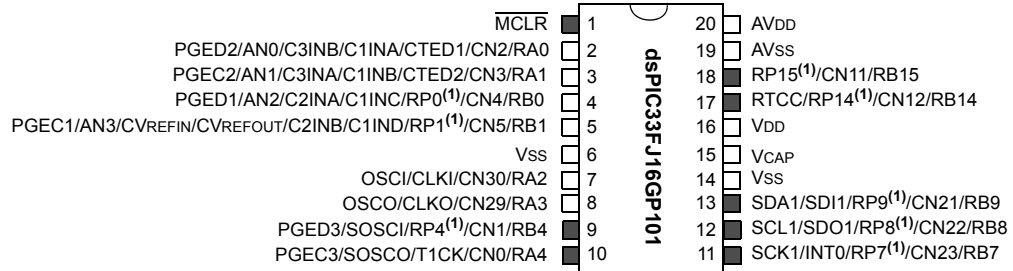 MCLR 1 20 AVDD
PGED2/AN0/C3INB/C1INA/CTED1/CN2/RA0 2 19 AVSS
PGEC2/AN1/C3INA/C1INB/CTED2/CN3/RA1 3 18 RP15(1)/CN11/RB15
PGED1/AN2/C2INA/C1INC/RP0(1)/CN4/RB0 4 17 RTCC/RP14(1)/CN12/RB14
PGEC1/AN3/CVREFIN/CVREFOUT/C2INB/C1IND/RP1(1)/CN5/RB1 5 16 VDD
VSS 6 15 VCAP
OSCI/CLKI/CN30/RA2 7 14 VSS
OSCO/CLKO/CN29/RA3 8 13 SDA1/SDI1/RP9(1)/CN21/RB9
PGED3/SOSCI/RP4(1)/CN1/RB4 9 12 SCL1/SDO1/RP8(1)/CN22/RB8
PGEC3/SOSCO/T1CK/CN0/RA4 10 11 SCK1/INT0/RP7(1)/CN23/RB7
dsPIC33FJ16GP101